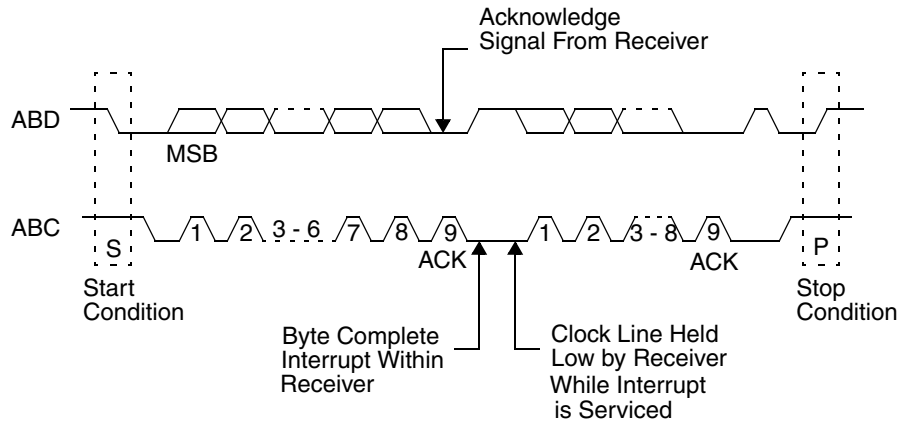 Acknowledge
Signal From Receiver
ABD
MSB
ABC
S
1 2 3 - 6 7 8 9 1 2 3 - 8 9
P
ACK
ACK
Start
Condition
Stop
Condition
Byte Complete
Interrupt Within
Receiver
Clock Line Held
Low by Receiver
While Interrupt
is Serviced